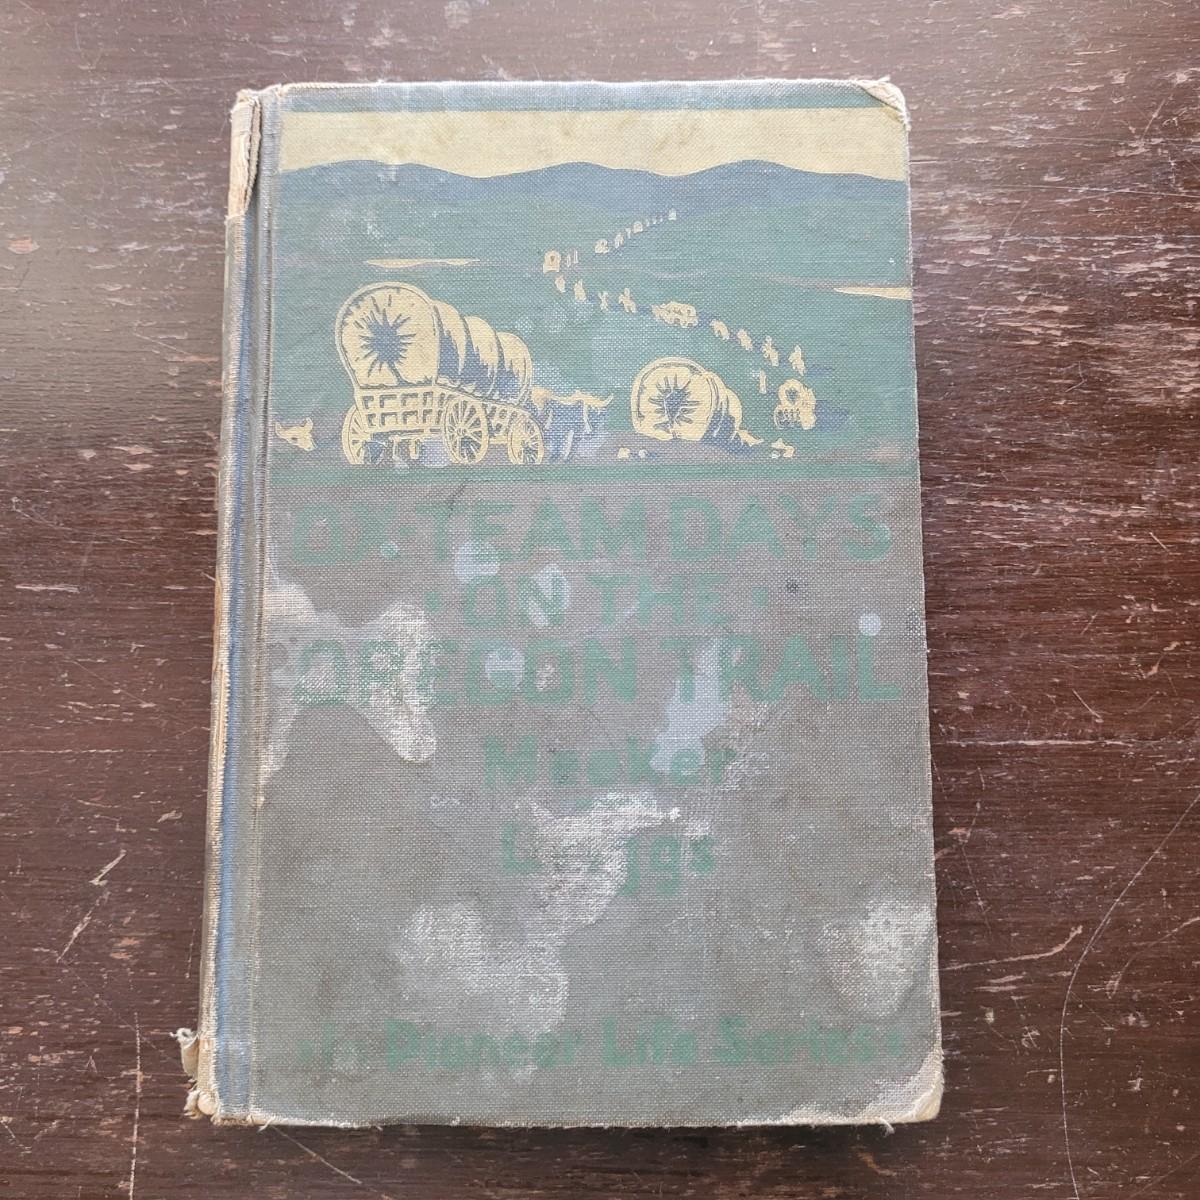 OX-TEAM DAYS
· ON THE ·
OREGON TRAIL
Meeker
Pioneer Life Series